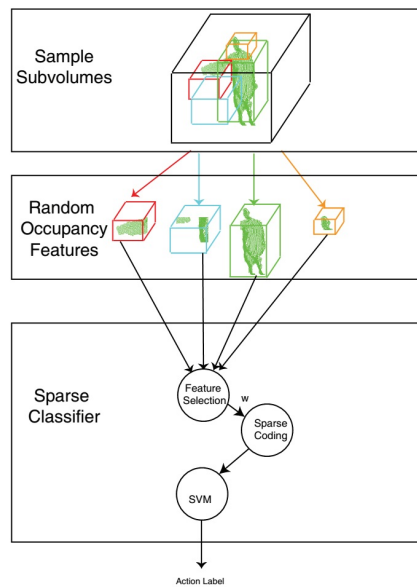 Sample
Subvolumes
Random
Occupancy
Features
Sparse
Classifier
Feature
Selection
w
Sparse
Coding
SVM
Action Label